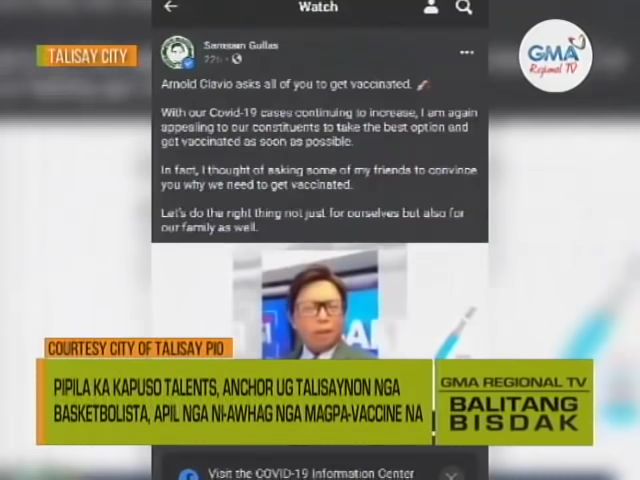 Watch
TALISAY CITY
GMA
Regional TV
Samsam Gullas
22h
Arnold Clavio asks all of you to get vaccinated.
With our Covid-19 cases continuing to increase, I am again
appealing to our constituents to take the best option and
get vaccinated as soon as possible.
In fact, I thought of asking some of my friends to convince
you why we need to get vaccinated.
Let's do the right thing not just for ourselves but also for
our family as well.
COURTESY CITY OF TALISAY PIO
PIPILA KA KAPUSO TALENTS, ANCHOR UG TALISAYNON NGA
BASKETBOLISTA, APIL NGA NI-AWHAG NGA MAGPA-VACCINE NA
GMA REGIONAL TV
BALITANG
BISDAK
Visit the COVID-19 Information Center